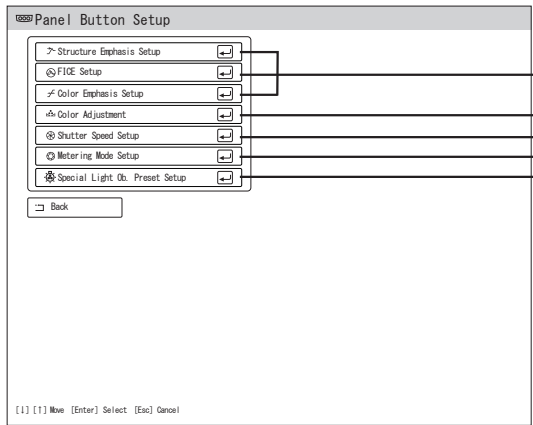 Panel Button Setup
Structure Emphasis Setup
FICE Setup
Color Emphasis Setup
Color Adjustment
Shutter Speed Setup
Metering Mode Setup
Special Light Ob. Preset Setup
Back
[↓] [↑] Move [Enter] Select [Esc] Cancel